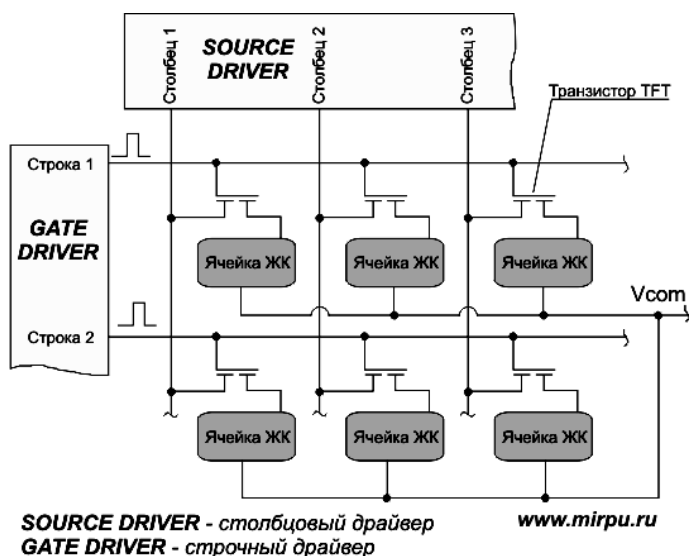 SOURCE
DRIVER
Столбец 1
Столбец 2
Столбец 3
Транзистор TFT
Строка 1
GATE
DRIVER
Ячейка ЖК
Ячейка ЖК
Ячейка ЖК
Vcom
Строка 2
Ячейка ЖК
Ячейка ЖК
Ячейка ЖК
SOURCE DRIVER - столбцовый драйвер
www.mirpu.ru
GATE DRIVER - строчный драйвер